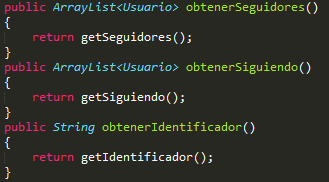 public ArrayList<Usuario> obtenerSeguidores()
{
return getSeguidores();
}
public ArrayList<Usuario> obtenerSiguiendo()
{
return getSiguiendo();
}
public String obtenerIdentificador()
{
return getIdentificador();
}